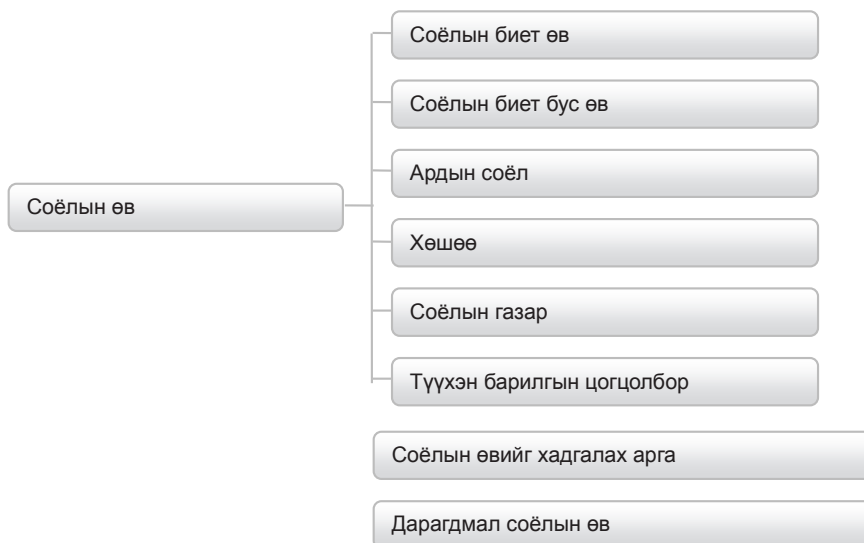 Соёлын биет өв
Соёлын биет бус өв
Ардын соёл
Соёлын өв
Хөшөө
Соёлын газар
Түүхэн барилгын цогцолбор
Соёлын өвийг хадгалах арга
Дарагдмал соёлын өв